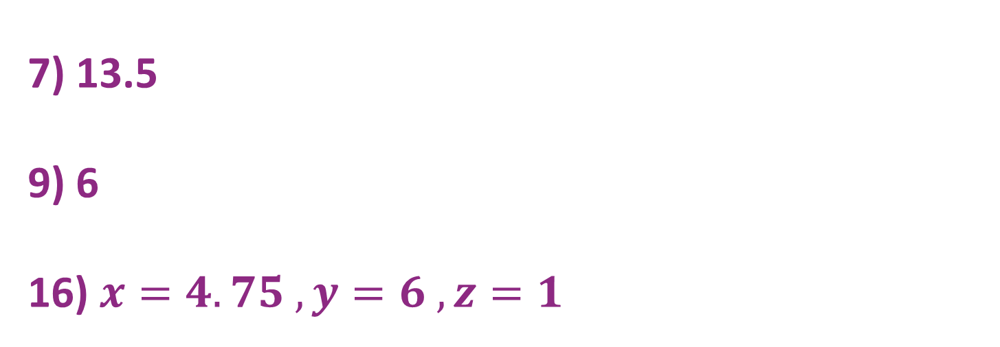 7) 13.5
9) 6
16) x = 4.75 , y = 6 , z = 1